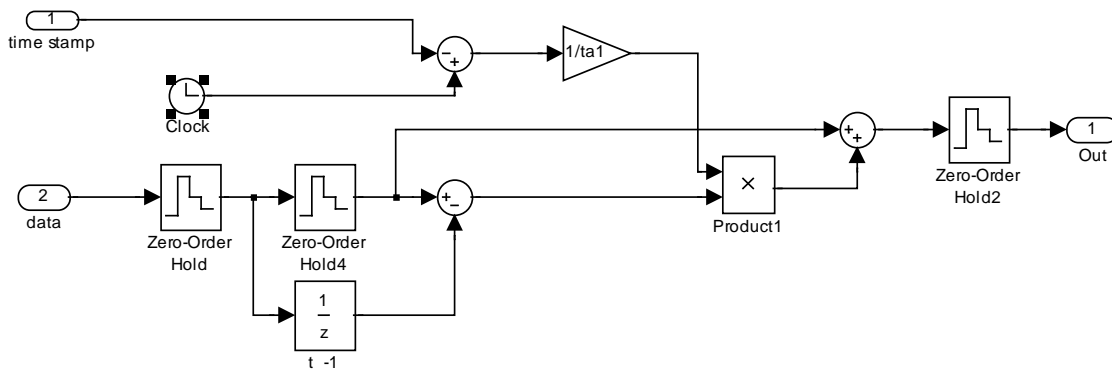 1
time stamp
-
+
1/ta1
Clock
2
data
Zero-Order
Hold
Zero-Order
Hold4
+
-
1
z
t_-1
×
Product1
+
+
Zero-Order
Hold2
1
Out